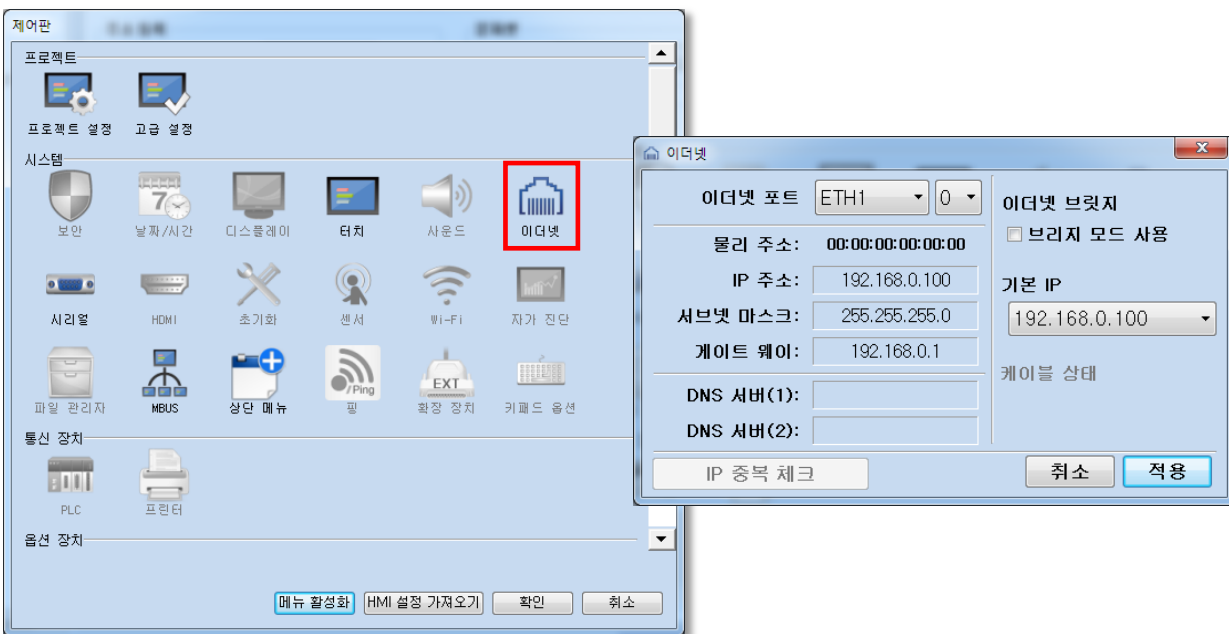 제어판
프로젝트
프로젝트 설정 고급 설정
시스템
7
보안 날짜/시간 디스플레이 터치 사운드 이더넷
시리얼 HDMI 초기화 센서 Wi-Fi 자가 진단
/Ping EXT
파일 관리자 MBUS 상단 메뉴 핑 확장 장치 키패드 옵션
통신 장치
PLC 프린터
옵션 장치
메뉴 활성화 HMI 설정 가져오기 확인 취소
이더넷
이더넷 포트 ETH1 0
물리 주소: 00:00:00:00:00:00
IP 주소: 192.168.0.100
서브넷 마스크: 255.255.255.0
게이트 웨이: 192.168.0.1
DNS 서버(1):
DNS 서버(2):
이더넷 브릿지
브리지 모드 사용
기본 IP
192.168.0.100
케이블 상태
IP 중복 체크 취소 적용